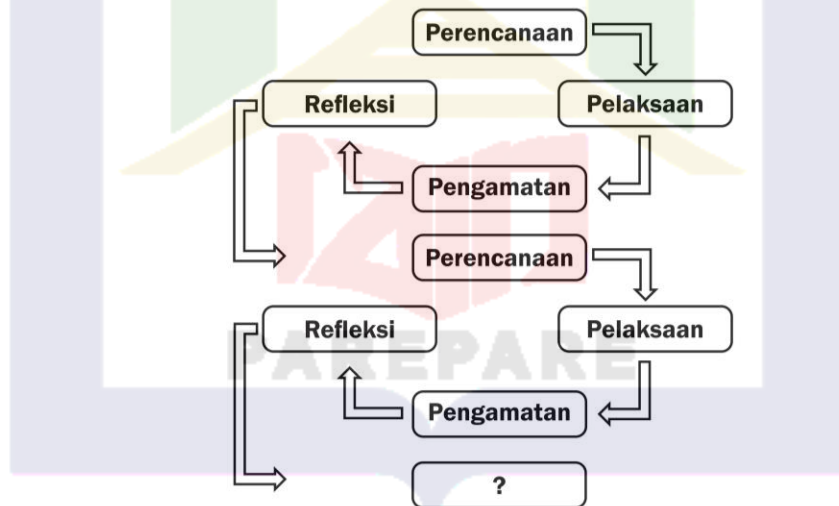 Perencanaan
Refleksi
Pelaksaan
Pengamatan
Perencanaan
Refleksi
Pelaksaan
Pengamatan
?
PAREPARE